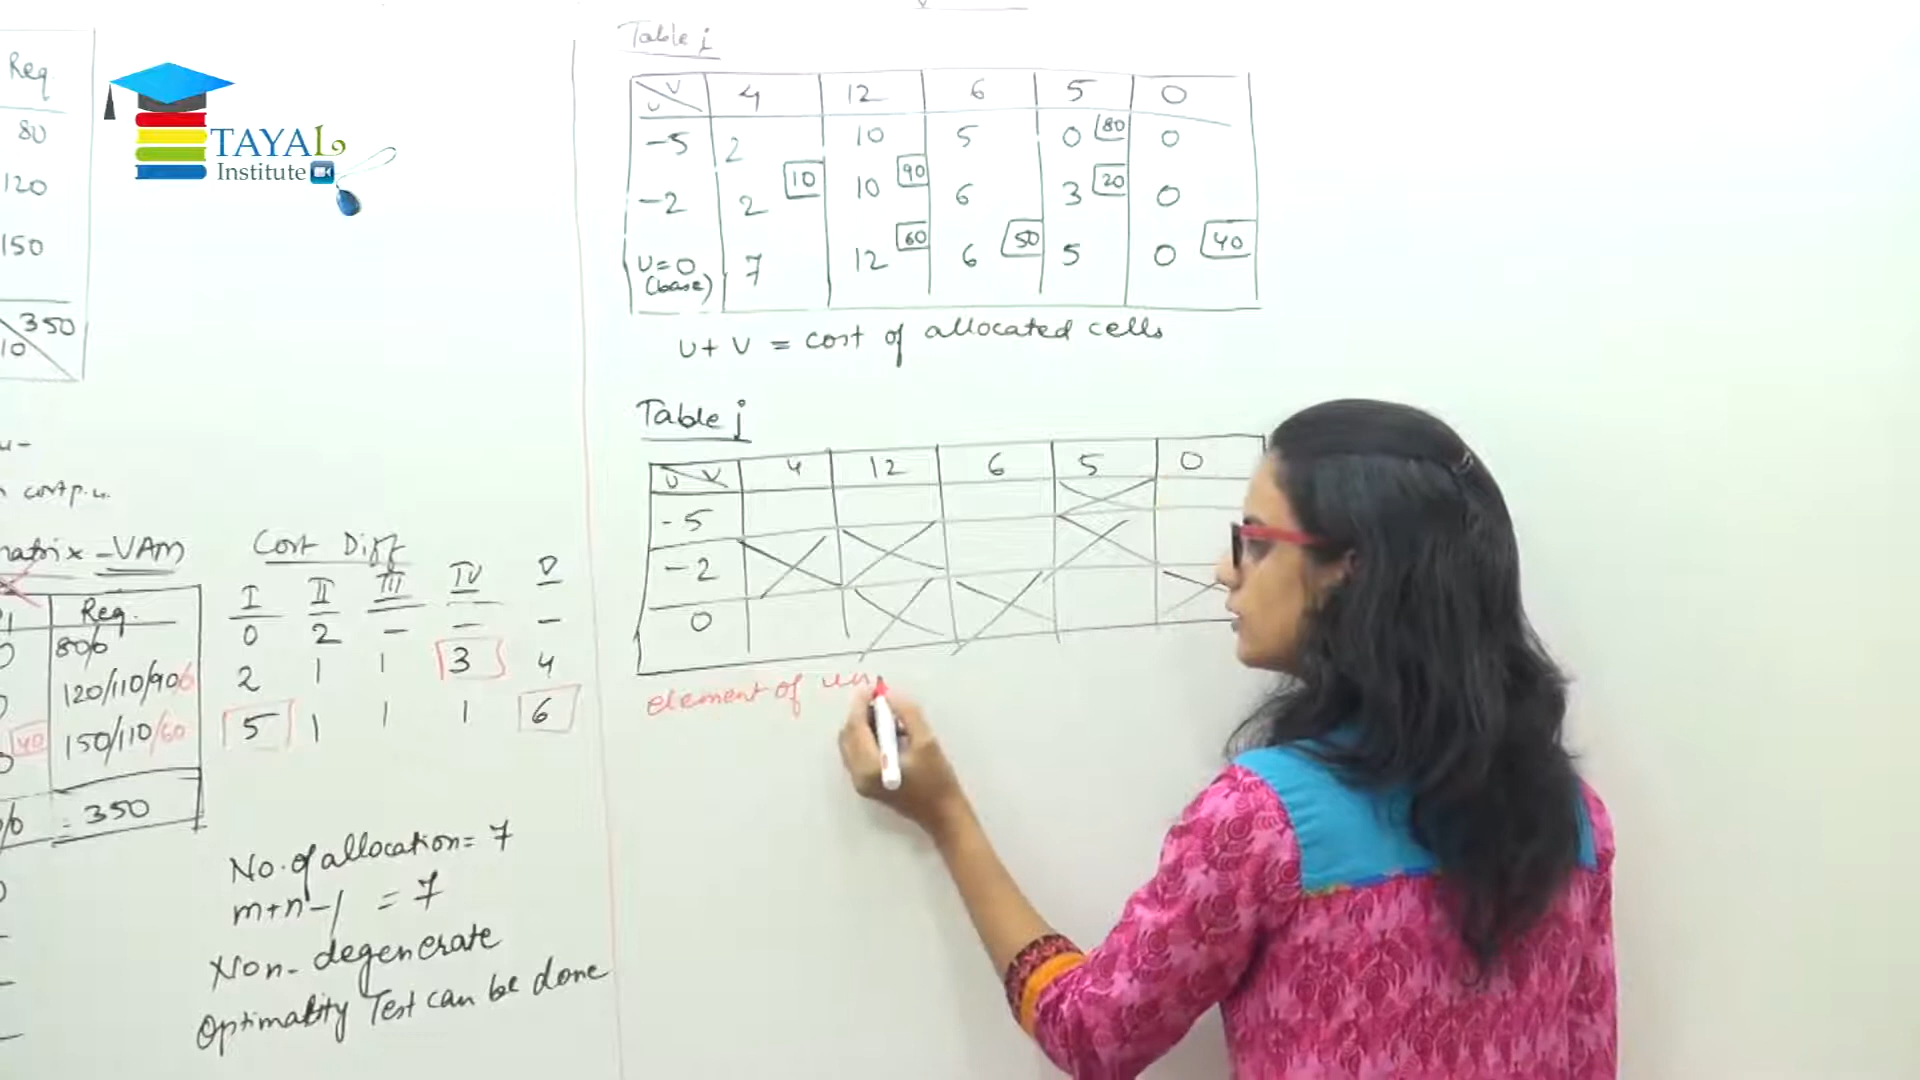 Req
80
120
150
350
10
TAYAL
Institute
cost p.u.
matrix - VAM
Req.
80/0
120/110/90/6
40
150/110/60
= 350
Cost Diff
I II III IV V
0 2 - - -
2 1 1 3 4
5 1 1 1 6
No. of allocation = 7
m+n-1 = 7
Non-degenerate
Optimality Test can be done
Table i
U V 4 12 6 5 0
-5 2 10 5 0 80 0
-2 2 10 10 90 6 3 20 0
U=0 7 12 60 6 50 5 0 40
(base)
U + V = cost of allocated cells
Table j
U V 4 12 6 5 0
-5
-2
0
element of un